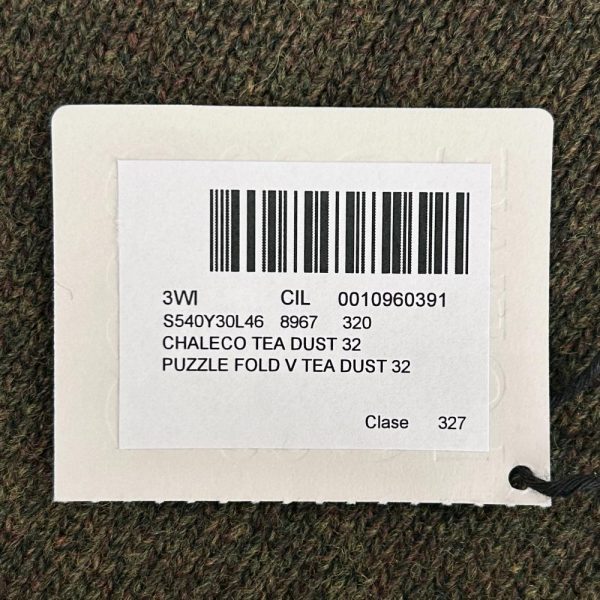 3WI CIL 0010960391
S540Y30L46 8967 320
CHALECO TEA DUST 32
PUZZLE FOLD V TEA DUST 32
Clase 327